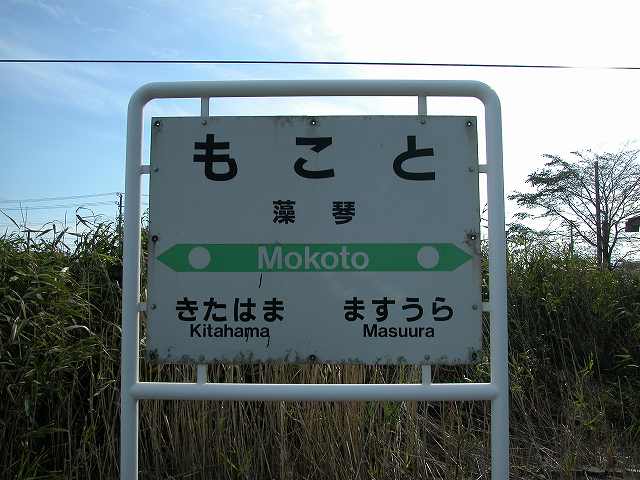 もこと
藻琴
Mokoto
きたはま ますうら
Kitahama Masuura